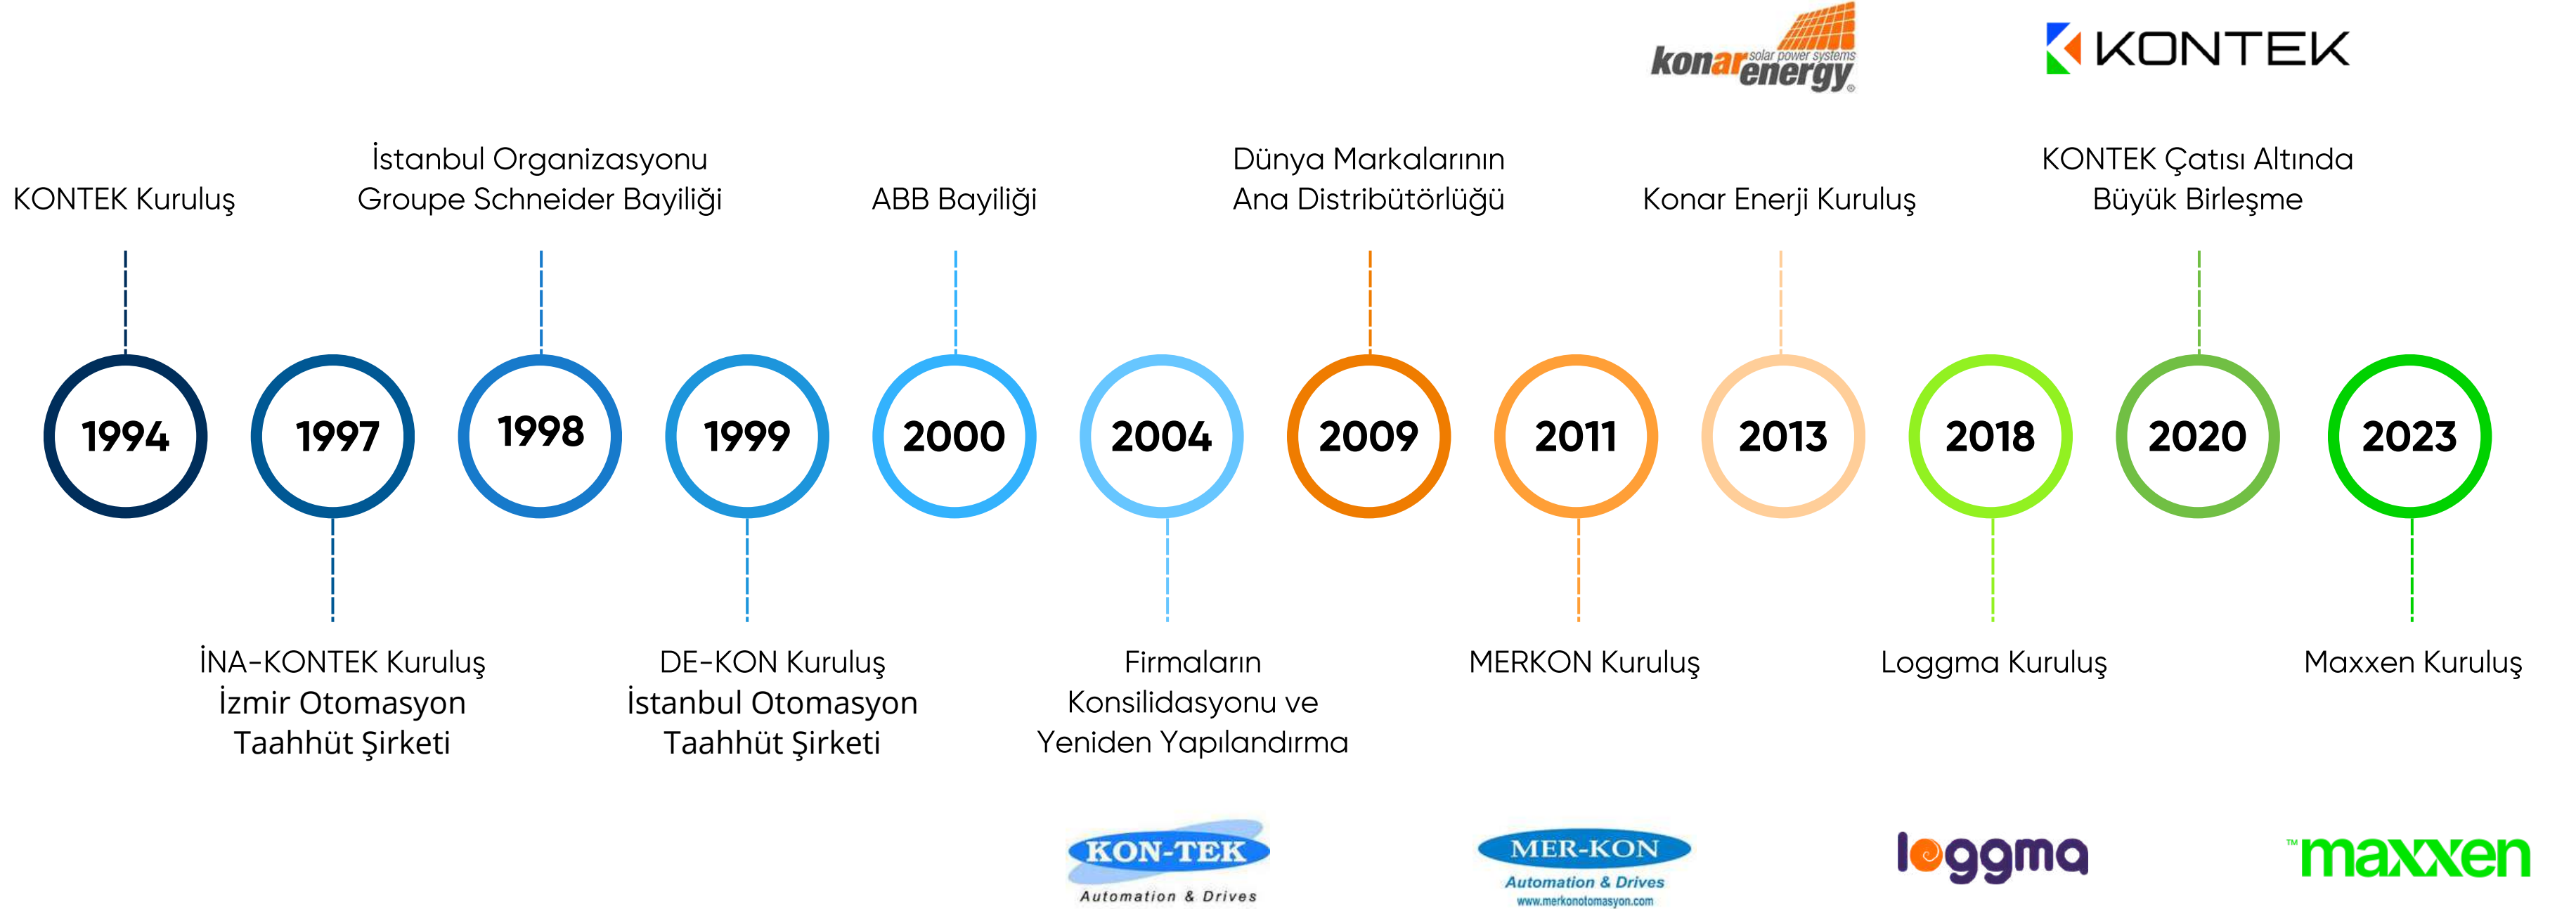 konarenergy
solar power systems
KONTEK
KONTEK Kuruluş
İstanbul Organizasyonu
Groupe Schneider Bayiliği
ABB Bayiliği
Dünya Markalarının
Ana Distribütörlüğü
Konar Enerji Kuruluş
KONTEK Çatısı Altında
Büyük Birleşme
1994
1997
1998
1999
2000
2004
2009
2011
2013
2018
2020
2023
İNA-KONTEK Kuruluş
İzmir Otomasyon
Taahhüt Şirketi
DE-KON Kuruluş
İstanbul Otomasyon
Taahhüt Şirketi
Firmaların
Konsilidasyonu ve
Yeniden Yapılandırma
MERKON Kuruluş
Loggma Kuruluş
Maxxen Kuruluş
KON-TEK
Automation & Drives
MER-KON
Automation & Drives
www.merkonotomasyon.com
loggma
™maxxen